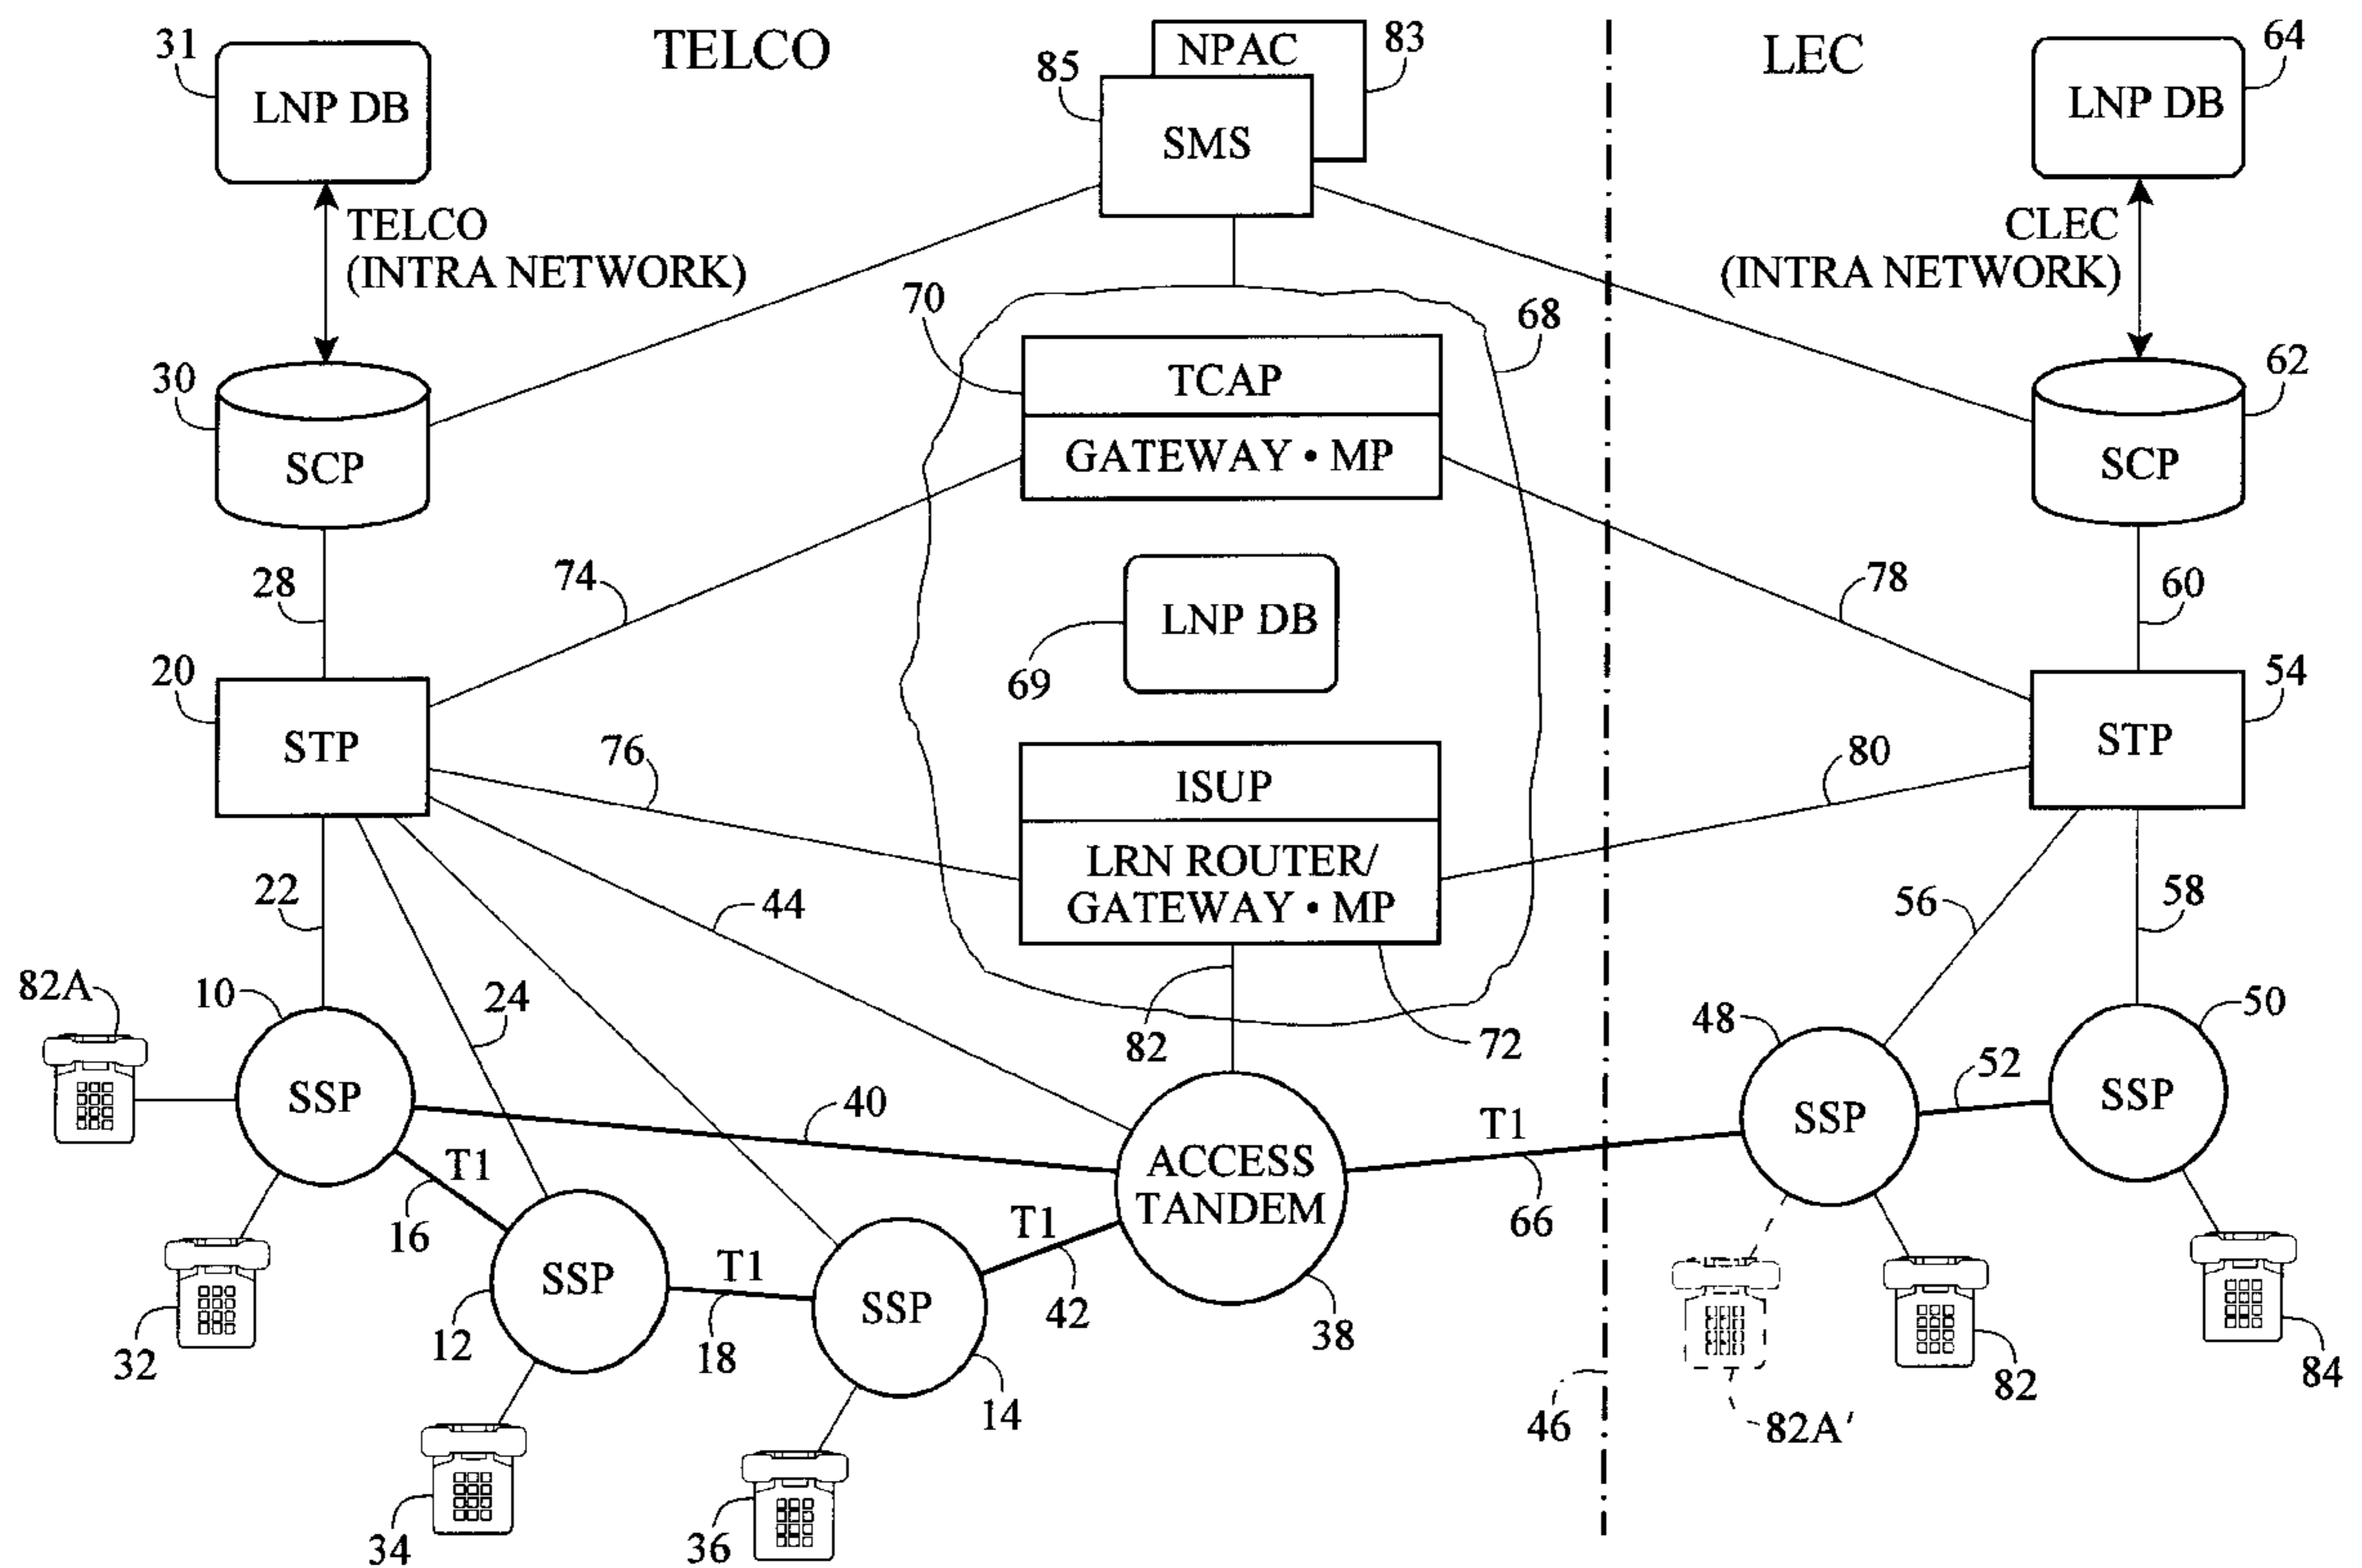 31
TELCO
NPAC
83
LEC
64
85
LNP DB
SMS
LNP DB
TELCO
(INTRA NETWORK)
CLEC
(INTRA NETWORK)
70
68
30
TCAP
62
SCP
GATEWAY • MP
SCP
28
74
LNP DB
78
60
69
20
54
STP
76
STP
80
ISUP
LRN ROUTER/
GATEWAY • MP
22
44
56
58
82A
10
24
82
72
48
50
SSP
40
ACCESS
TANDEM
T1
SSP
52
SSP
T1
16
T1
66
SSP
T1
42
12
18
SSP
38
32
14
46
82A′
82
84
34
36